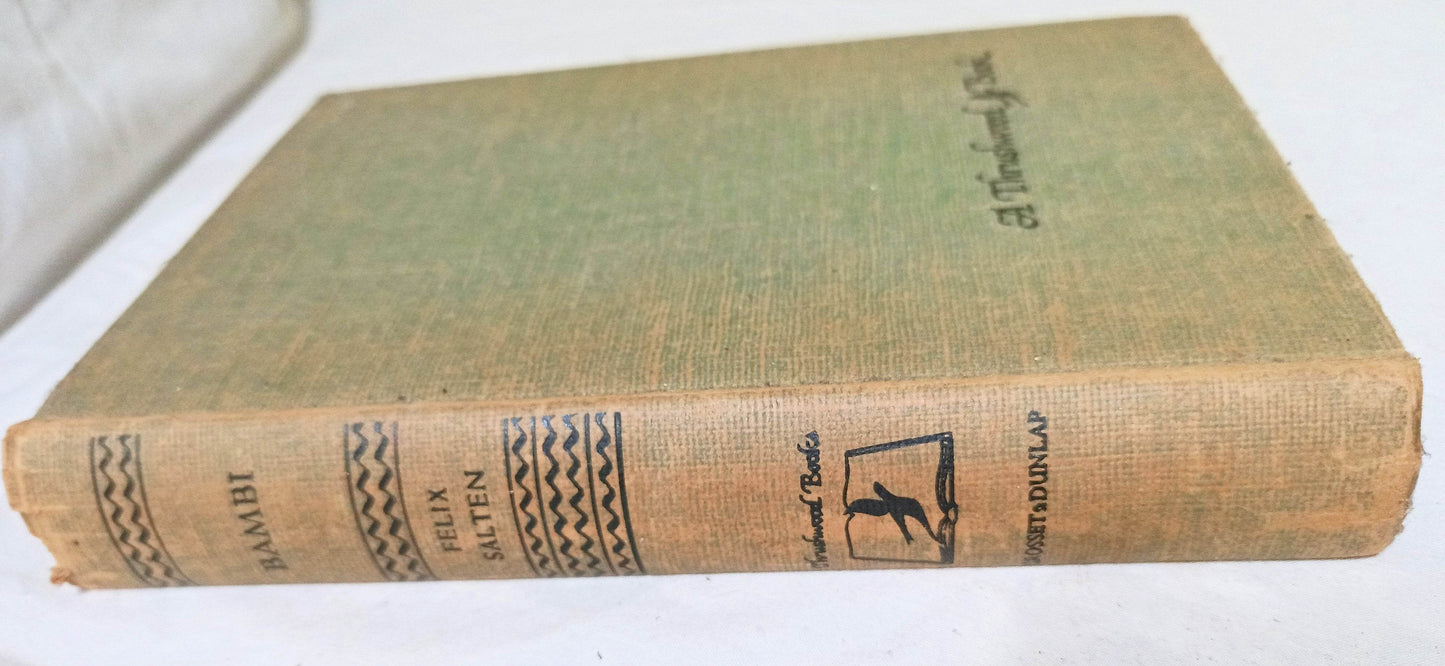 BAMBI
FELIX
SALTEN
Thrushwood Books
GROSSET & DUNLAP
A Thrushwood Book